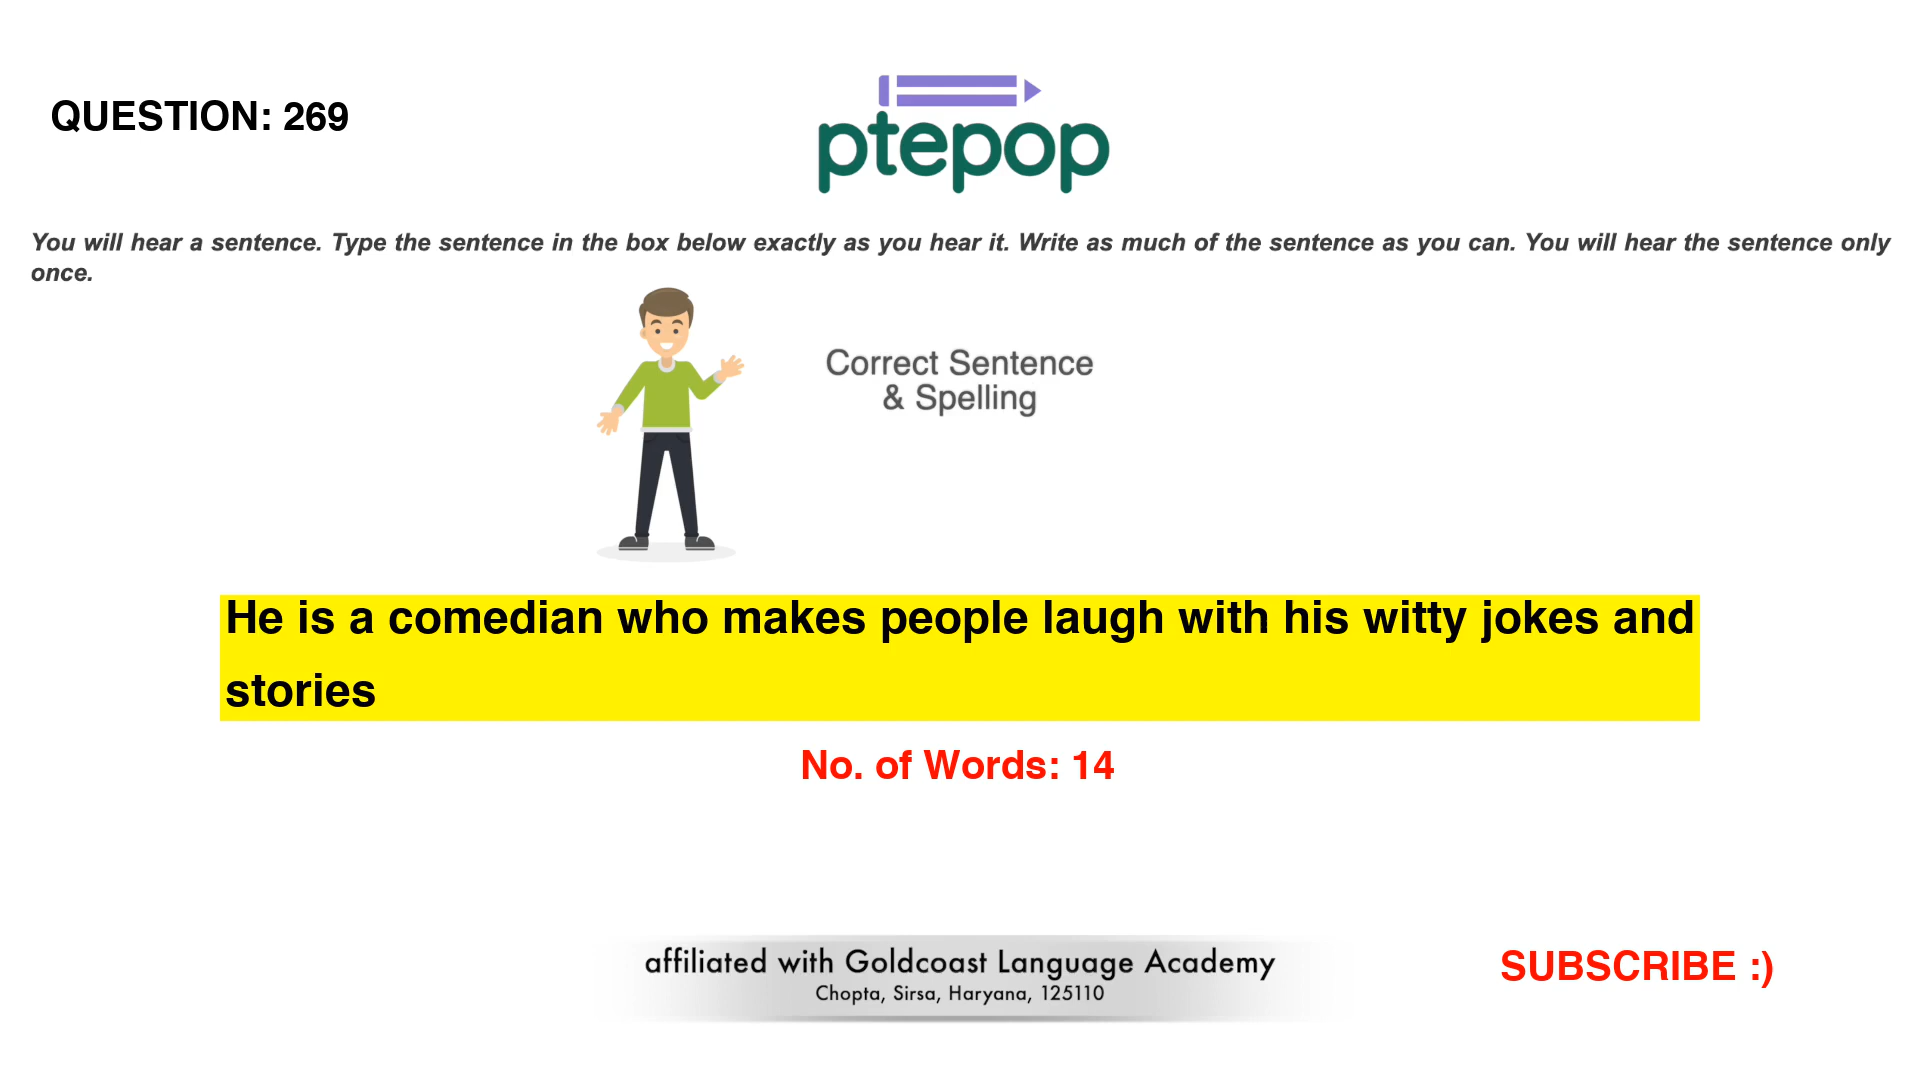 QUESTION: 269
ptepop
You will hear a sentence. Type the sentence in the box below exactly as you hear it. Write as much of the sentence as you can. You will hear the sentence only
once.
Correct Sentence
& Spelling
He is a comedian who makes people laugh with his witty jokes and
stories
No. of Words: 14
affiliated with Goldcoast Language Academy
Chopta, Sirsa, Haryana, 125110
SUBSCRIBE :)